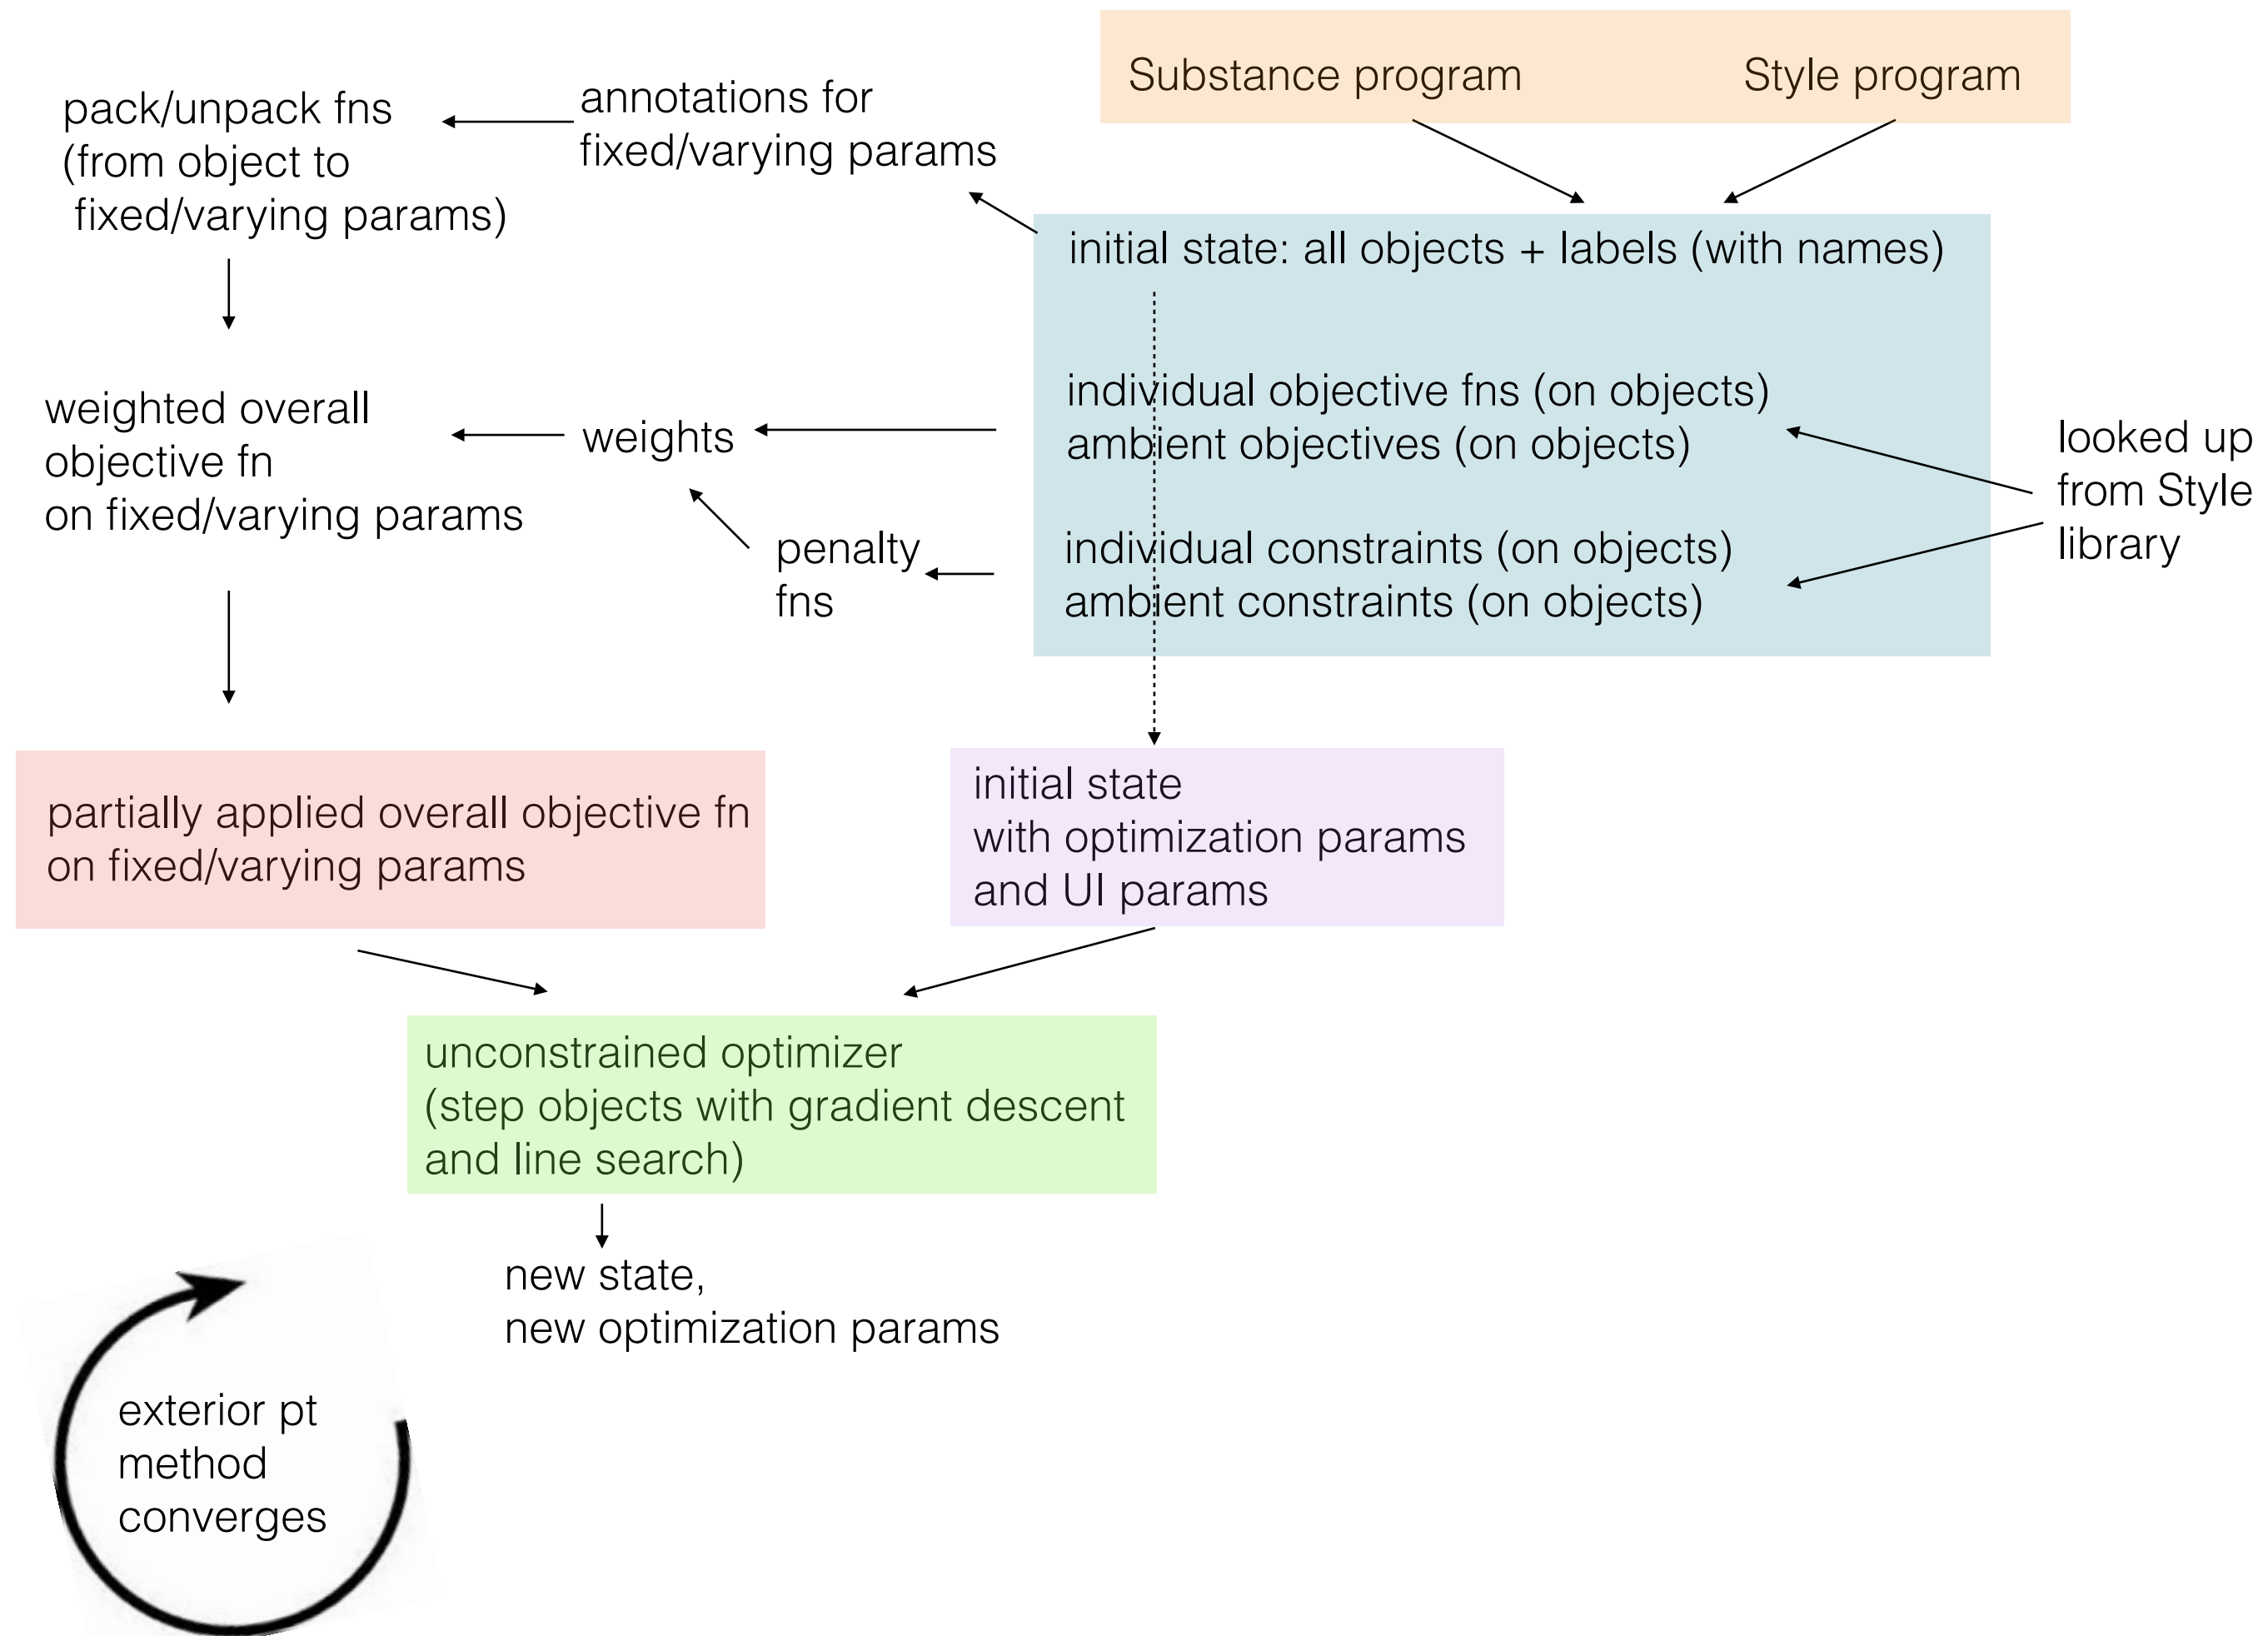 Substance program
Style program
pack/unpack fns
(from object to
fixed/varying params)
annotations for
fixed/varying params
initial state: all objects + labels (with names)
individual objective fns (on objects)
ambient objectives (on objects)
individual constraints (on objects)
ambient constraints (on objects)
looked up
from Style
library
weights
penalty
fns
weighted overall
objective fn
on fixed/varying params
partially applied overall objective fn
on fixed/varying params
initial state
with optimization params
and UI params
unconstrained optimizer
(step objects with gradient descent
and line search)
new state,
new optimization params
exterior pt
method
converges